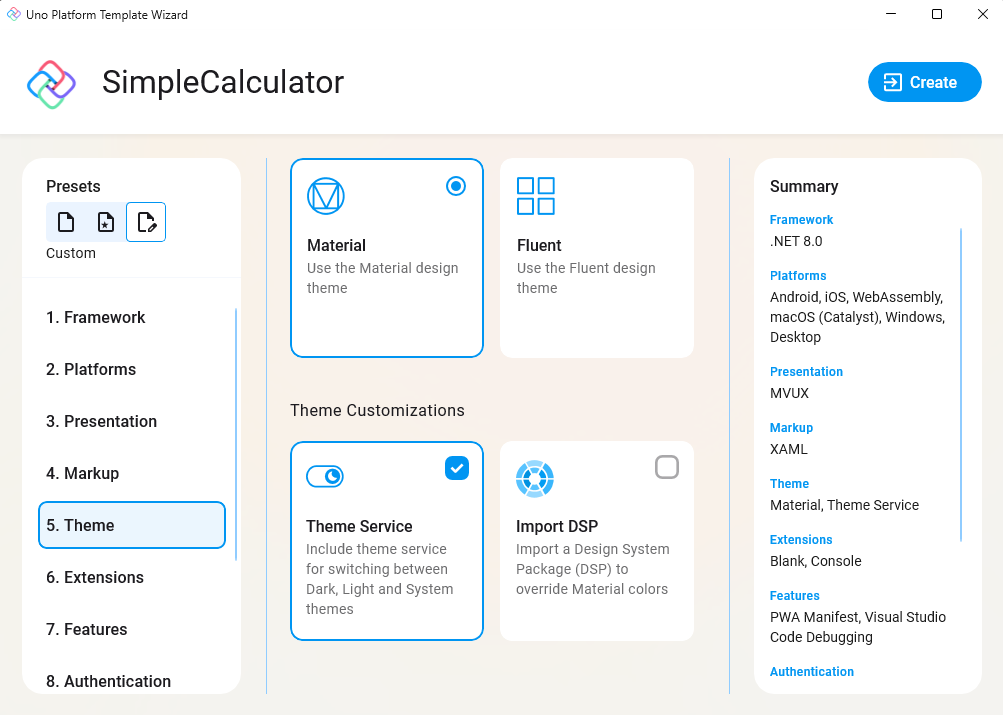 Uno Platform Template Wizard
SimpleCalculator
Create
Presets
Custom
1. Framework
2. Platforms
3. Presentation
4. Markup
5. Theme
6. Extensions
7. Features
8. Authentication
Material
Use the Material design
theme
Fluent
Use the Fluent design
theme
Theme Customizations
Theme Service
Include theme service
for switching between
Dark, Light and System
themes
Import DSP
Import a Design System
Package (DSP) to
override Material colors
Summary
Framework
.NET 8.0
Platforms
Android, iOS, WebAssembly,
macOS (Catalyst), Windows,
Desktop
Presentation
MVUX
Markup
XAML
Theme
Material, Theme Service
Extensions
Blank, Console
Features
PWA Manifest, Visual Studio
Code Debugging
Authentication